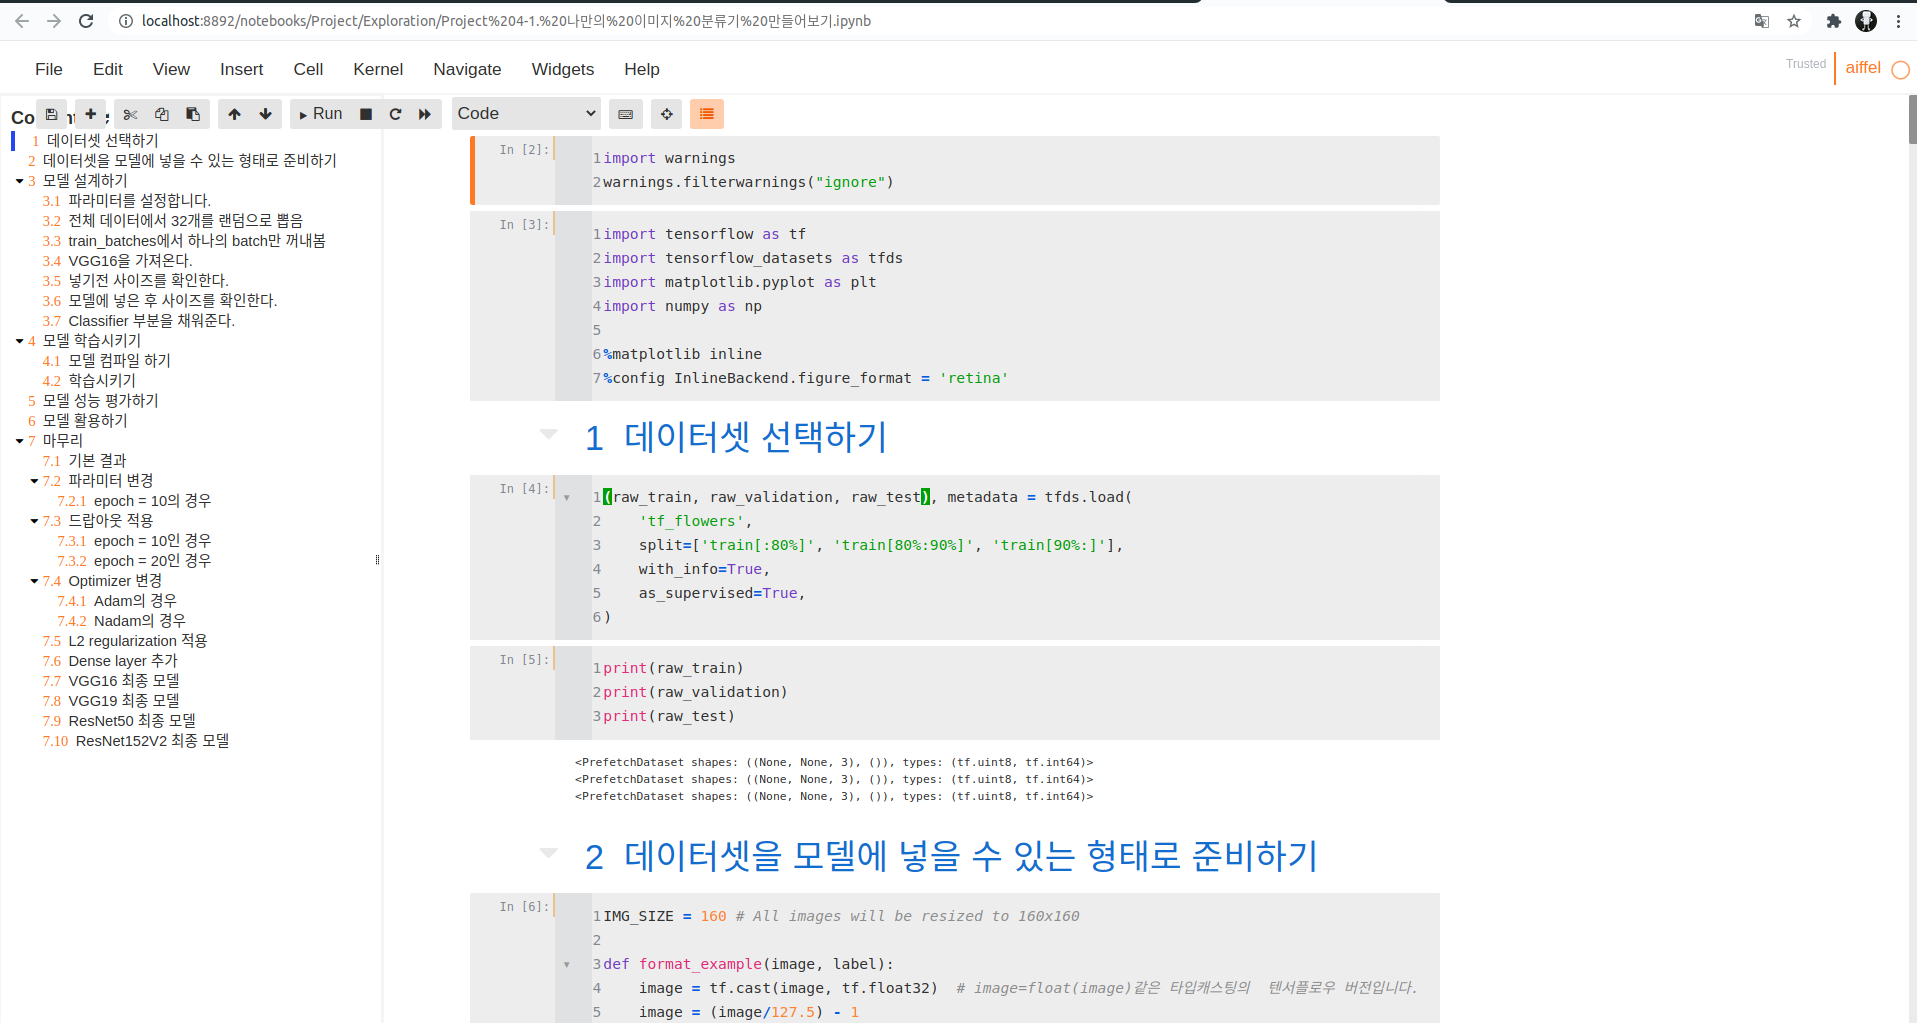 localhost:8892/notebooks/Project/Exploration/Project%204-1.%20나만의%20이미지%20분류기%20만들어보기.ipynb
File Edit View Insert Cell Kernel Navigate Widgets Help
Trusted aiffel
Run Code
1 데이터셋 선택하기
2 데이터셋을 모델에 넣을 수 있는 형태로 준비하기
3 모델 설계하기
3.1 파라미터를 설정합니다.
3.2 전체 데이터에서 32개를 랜덤으로 뽑음
3.3 train_batches에서 하나의 batch만 꺼내봄
3.4 VGG16을 가져온다.
3.5 넣기전 사이즈를 확인한다.
3.6 모델에 넣은 후 사이즈를 확인한다.
3.7 Classifier 부분을 채워준다.
4 모델 학습시키기
4.1 모델 컴파일 하기
4.2 학습시키기
5 모델 성능 평가하기
6 모델 활용하기
7 마무리
7.1 기본 결과
7.2 파라미터 변경
7.2.1 epoch = 10의 경우
7.3 드랍아웃 적용
7.3.1 epoch = 10인 경우
7.3.2 epoch = 20인 경우
7.4 Optimizer 변경
7.4.1 Adam의 경우
7.4.2 Nadam의 경우
7.5 L2 regularization 적용
7.6 Dense layer 추가
7.7 VGG16 최종 모델
7.8 VGG19 최종 모델
7.9 ResNet50 최종 모델
7.10 ResNet152V2 최종 모델
In [2]:
1 import warnings
2 warnings.filterwarnings("ignore")
In [3]:
1 import tensorflow as tf
2 import tensorflow_datasets as tfds
3 import matplotlib.pyplot as plt
4 import numpy as np
5
6 %matplotlib inline
7 %config InlineBackend.figure_format = 'retina'
1 데이터셋 선택하기
In [4]:
1 (raw_train, raw_validation, raw_test), metadata = tfds.load(
2     'tf_flowers',
3     split=['train[:80%]', 'train[80%:90%]', 'train[90%:]'],
4     with_info=True,
5     as_supervised=True,
6 )
In [5]:
1 print(raw_train)
2 print(raw_validation)
3 print(raw_test)
<PrefetchDataset shapes: ((None, None, 3), ()), types: (tf.uint8, tf.int64)>
<PrefetchDataset shapes: ((None, None, 3), ()), types: (tf.uint8, tf.int64)>
<PrefetchDataset shapes: ((None, None, 3), ()), types: (tf.uint8, tf.int64)>
2 데이터셋을 모델에 넣을 수 있는 형태로 준비하기
In [6]:
1 IMG_SIZE = 160 # All images will be resized to 160x160
2
3 def format_example(image, label):
4     image = tf.cast(image, tf.float32)  # image=float(image)같은 타입캐스팅의  텐서플로우 버전입니다.
5     image = (image/127.5) - 1